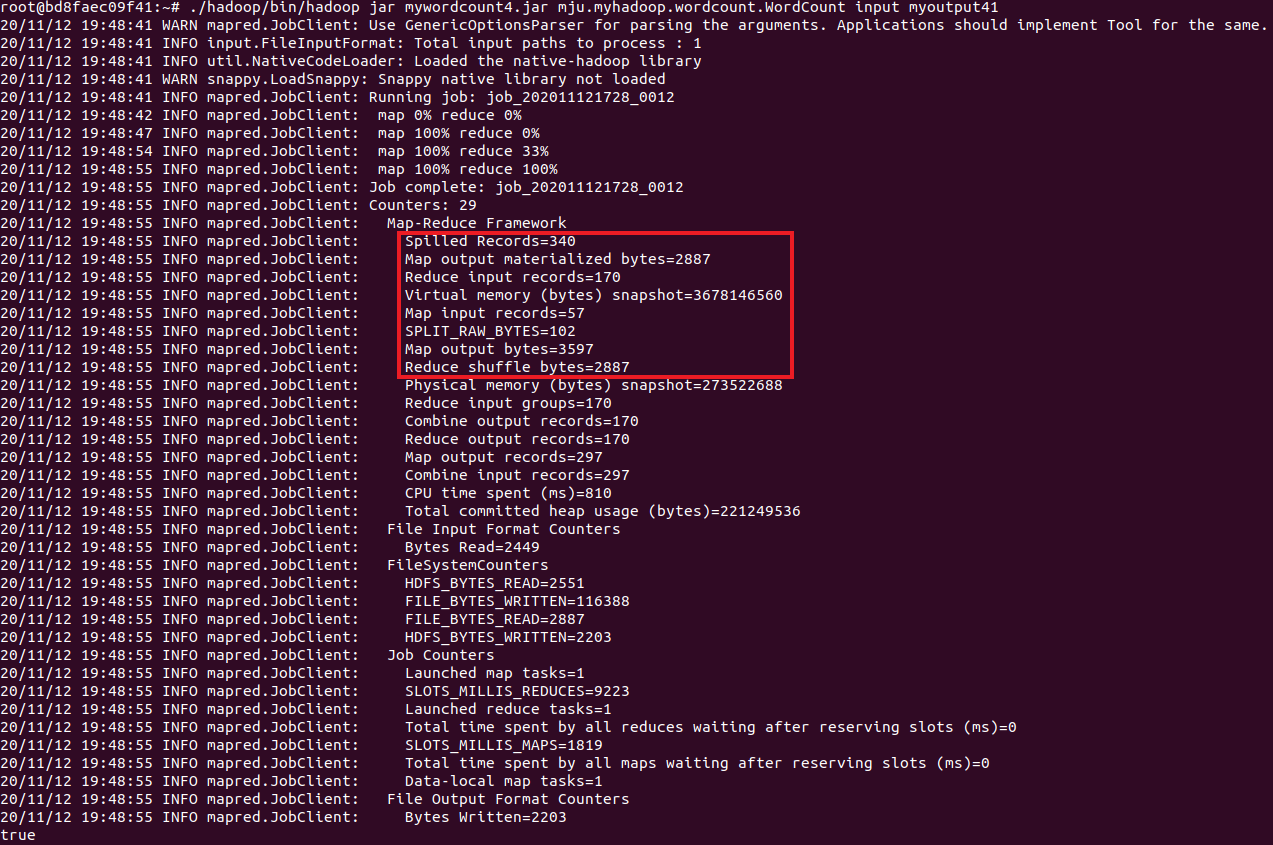 root@bd8faec09f41:~# ./hadoop/bin/hadoop jar mywordcount4.jar mju.myhadoop.wordcount.WordCount input myoutput41
20/11/12 19:48:41 WARN mapred.JobClient: Use GenericOptionsParser for parsing the arguments. Applications should implement Tool for the same.
20/11/12 19:48:41 INFO input.FileInputFormat: Total input paths to process : 1
20/11/12 19:48:41 INFO util.NativeCodeLoader: Loaded the native-hadoop library
20/11/12 19:48:41 WARN snappy.LoadSnappy: Snappy native library not loaded
20/11/12 19:48:41 INFO mapred.JobClient: Running job: job_202011121728_0012
20/11/12 19:48:42 INFO mapred.JobClient:  map 0% reduce 0%
20/11/12 19:48:47 INFO mapred.JobClient:  map 100% reduce 0%
20/11/12 19:48:54 INFO mapred.JobClient:  map 100% reduce 33%
20/11/12 19:48:55 INFO mapred.JobClient:  map 100% reduce 100%
20/11/12 19:48:55 INFO mapred.JobClient: Job complete: job_202011121728_0012
20/11/12 19:48:55 INFO mapred.JobClient: Counters: 29
20/11/12 19:48:55 INFO mapred.JobClient:   Map-Reduce Framework
20/11/12 19:48:55 INFO mapred.JobClient:     Spilled Records=340
20/11/12 19:48:55 INFO mapred.JobClient:     Map output materialized bytes=2887
20/11/12 19:48:55 INFO mapred.JobClient:     Reduce input records=170
20/11/12 19:48:55 INFO mapred.JobClient:     Virtual memory (bytes) snapshot=3678146560
20/11/12 19:48:55 INFO mapred.JobClient:     Map input records=57
20/11/12 19:48:55 INFO mapred.JobClient:     SPLIT_RAW_BYTES=102
20/11/12 19:48:55 INFO mapred.JobClient:     Map output bytes=3597
20/11/12 19:48:55 INFO mapred.JobClient:     Reduce shuffle bytes=2887
20/11/12 19:48:55 INFO mapred.JobClient:     Physical memory (bytes) snapshot=273522688
20/11/12 19:48:55 INFO mapred.JobClient:     Reduce input groups=170
20/11/12 19:48:55 INFO mapred.JobClient:     Combine output records=170
20/11/12 19:48:55 INFO mapred.JobClient:     Reduce output records=170
20/11/12 19:48:55 INFO mapred.JobClient:     Map output records=297
20/11/12 19:48:55 INFO mapred.JobClient:     Combine input records=297
20/11/12 19:48:55 INFO mapred.JobClient:     CPU time spent (ms)=810
20/11/12 19:48:55 INFO mapred.JobClient:     Total committed heap usage (bytes)=221249536
20/11/12 19:48:55 INFO mapred.JobClient:   File Input Format Counters
20/11/12 19:48:55 INFO mapred.JobClient:     Bytes Read=2449
20/11/12 19:48:55 INFO mapred.JobClient:   FileSystemCounters
20/11/12 19:48:55 INFO mapred.JobClient:     HDFS_BYTES_READ=2551
20/11/12 19:48:55 INFO mapred.JobClient:     FILE_BYTES_WRITTEN=116388
20/11/12 19:48:55 INFO mapred.JobClient:     FILE_BYTES_READ=2887
20/11/12 19:48:55 INFO mapred.JobClient:     HDFS_BYTES_WRITTEN=2203
20/11/12 19:48:55 INFO mapred.JobClient:   Job Counters
20/11/12 19:48:55 INFO mapred.JobClient:     Launched map tasks=1
20/11/12 19:48:55 INFO mapred.JobClient:     SLOTS_MILLIS_REDUCES=9223
20/11/12 19:48:55 INFO mapred.JobClient:     Launched reduce tasks=1
20/11/12 19:48:55 INFO mapred.JobClient:     Total time spent by all reduces waiting after reserving slots (ms)=0
20/11/12 19:48:55 INFO mapred.JobClient:     SLOTS_MILLIS_MAPS=1819
20/11/12 19:48:55 INFO mapred.JobClient:     Total time spent by all maps waiting after reserving slots (ms)=0
20/11/12 19:48:55 INFO mapred.JobClient:     Data-local map tasks=1
20/11/12 19:48:55 INFO mapred.JobClient:   File Output Format Counters
20/11/12 19:48:55 INFO mapred.JobClient:     Bytes Written=2203
true